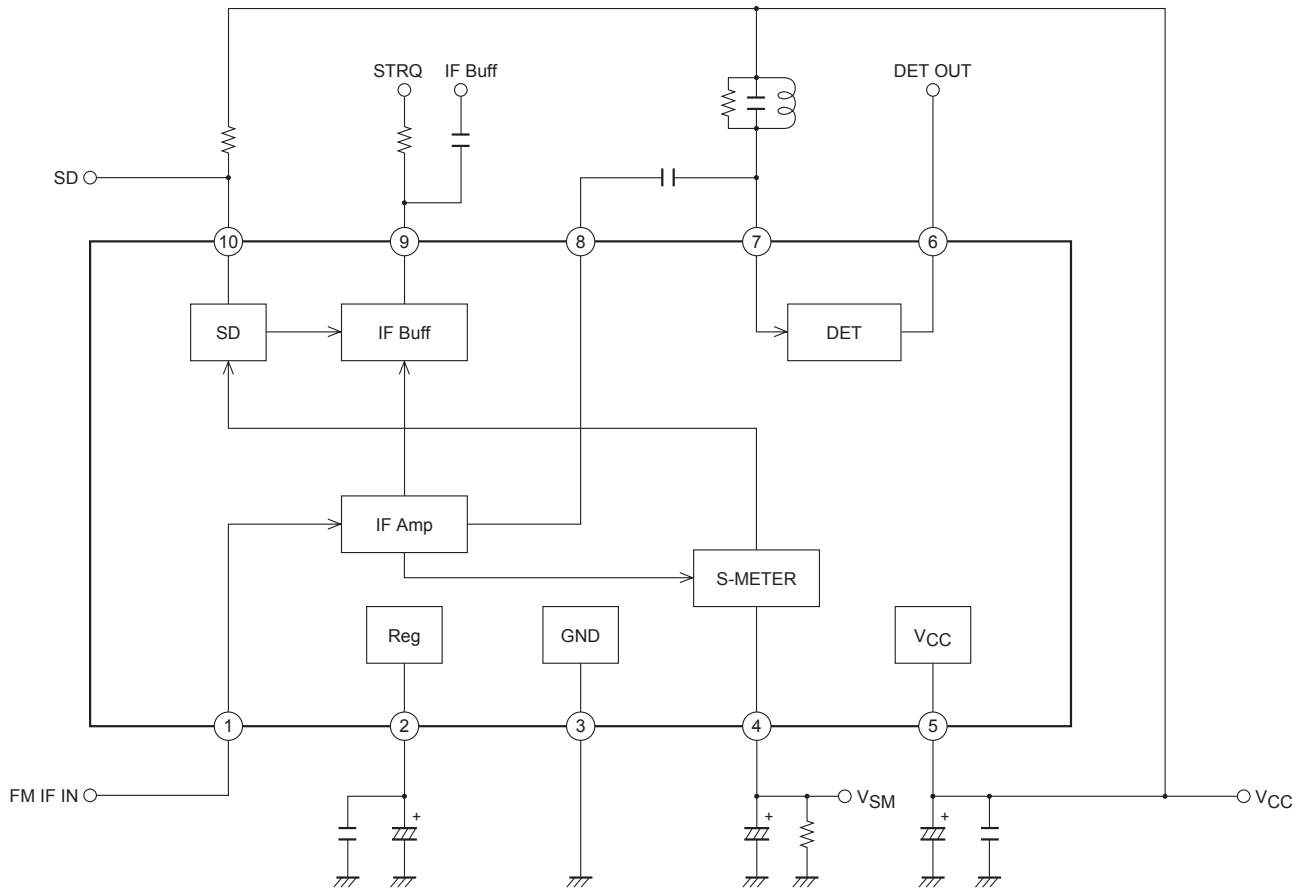 STRQ
IF Buff
DET OUT
SD
10
9
8
7
6
SD
IF Buff
DET
IF Amp
S-METER
Reg
GND
VCC
1
2
3
4
5
FM IF IN
+
+
VSM
+
VCC